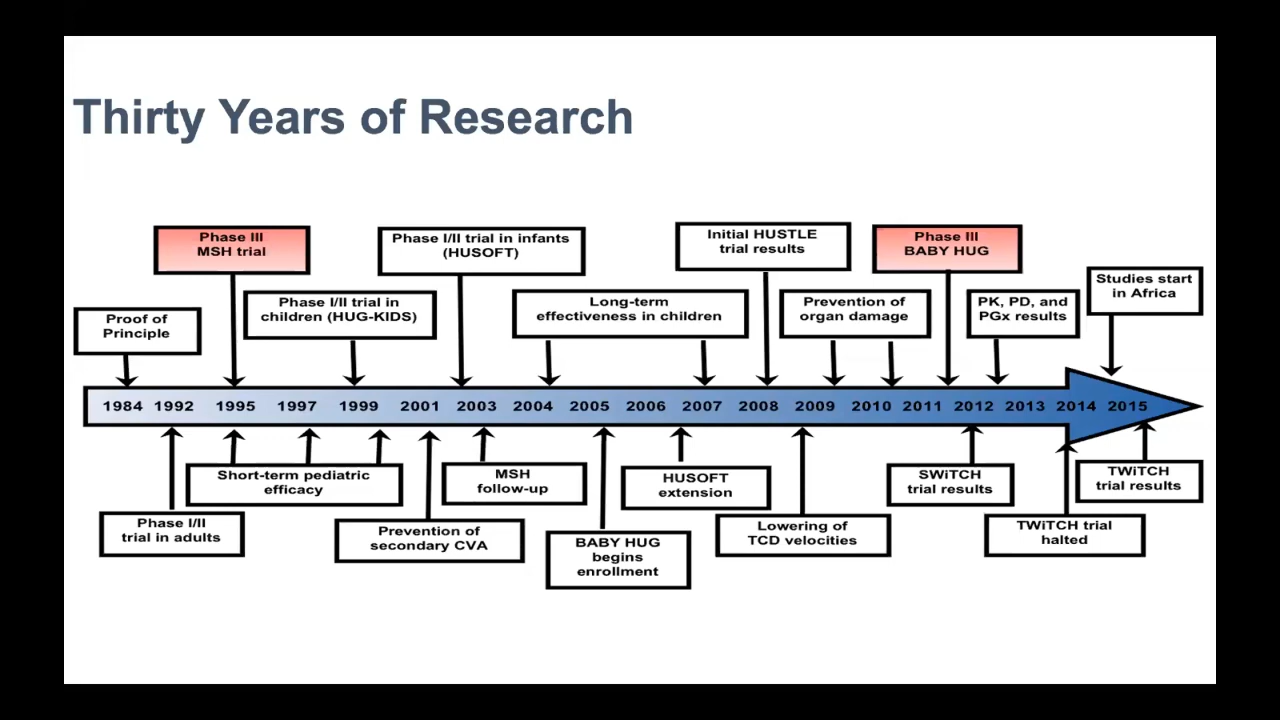 Thirty Years of Research
Phase III
MSH trial
Phase I/II trial in infants
(HUSOFT)
Initial HUSTLE
trial results
Phase III
BABY HUG
Studies start
in Africa
Proof of
Principle
Phase I/II trial in
children (HUG-KIDS)
Long-term
effectiveness in children
Prevention of
organ damage
PK, PD, and
PGx results
1984 1992 1995 1997 1999 2001 2003 2004 2005 2006 2007 2008 2009 2010 2011 2012 2013 2014 2015
Short-term pediatric
efficacy
MSH
follow-up
HUSOFT
extension
SWiTCH
trial results
TWiTCH
trial results
Phase I/II
trial in adults
Prevention of
secondary CVA
BABY HUG
begins
enrollment
Lowering of
TCD velocities
TWiTCH trial
halted